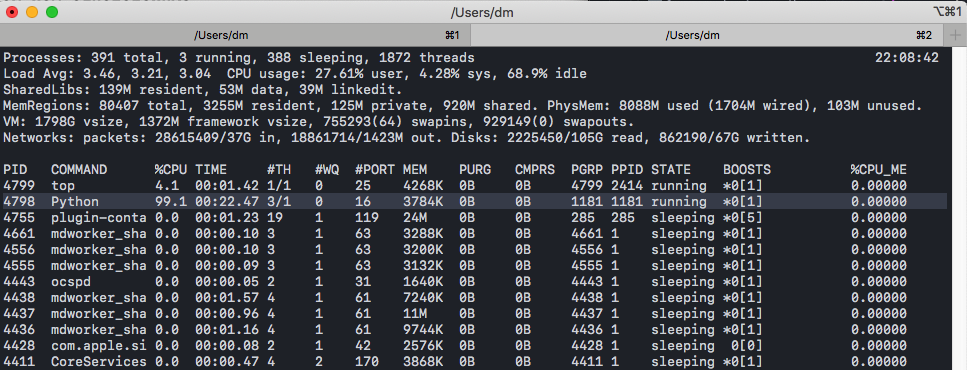 /Users/dm ⌥⌘1
/Users/dm ⌘1 /Users/dm ⌘2 +
Processes: 391 total, 3 running, 388 sleeping, 1872 threads 22:08:42
Load Avg: 3.46, 3.21, 3.04 CPU usage: 27.61% user, 4.28% sys, 68.9% idle
SharedLibs: 139M resident, 53M data, 39M linkedit.
MemRegions: 80407 total, 3255M resident, 125M private, 920M shared. PhysMem: 8088M used (1704M wired), 103M unused.
VM: 1798G vsize, 1372M framework vsize, 755293(64) swapins, 929149(0) swapouts.
Networks: packets: 28615409/37G in, 18861714/1423M out. Disks: 2225450/105G read, 862190/67G written.
PID COMMAND %CPU TIME #TH #WQ #PORT MEM PURG CMPRS PGRP PPID STATE BOOSTS %CPU_ME
4799 top 4.1 00:01.42 1/1 0 25 4268K 0B 0B 4799 2414 running *0[1] 0.00000
4798 Python 99.1 00:22.47 3/1 0 16 3784K 0B 0B 1181 1181 running *0[1] 0.00000
4755 plugin-conta 0.0 00:01.23 19 1 119 24M 0B 0B 285 285 sleeping *0[5] 0.00000
4661 mdworker_sha 0.0 00:00.10 3 1 63 3288K 0B 0B 4661 1 sleeping *0[1] 0.00000
4556 mdworker_sha 0.0 00:00.10 3 1 63 3200K 0B 0B 4556 1 sleeping *0[1] 0.00000
4555 mdworker_sha 0.0 00:00.09 3 1 63 3132K 0B 0B 4555 1 sleeping *0[1] 0.00000
4443 ocspd 0.0 00:00.05 2 1 31 1640K 0B 0B 4443 1 sleeping *0[1] 0.00000
4438 mdworker_sha 0.0 00:01.57 4 1 61 7240K 0B 0B 4438 1 sleeping *0[1] 0.00000
4437 mdworker_sha 0.0 00:00.96 4 1 61 11M 0B 0B 4437 1 sleeping *0[1] 0.00000
4436 mdworker_sha 0.0 00:01.16 4 1 61 9744K 0B 0B 4436 1 sleeping *0[1] 0.00000
4428 com.apple.si 0.0 00:00.08 2 1 42 2576K 0B 0B 4428 1 sleeping 0[0] 0.00000
4411 CoreServices 0.0 00:00.47 4 2 170 3868K 0B 0B 4411 1 sleeping *0[1] 0.00000